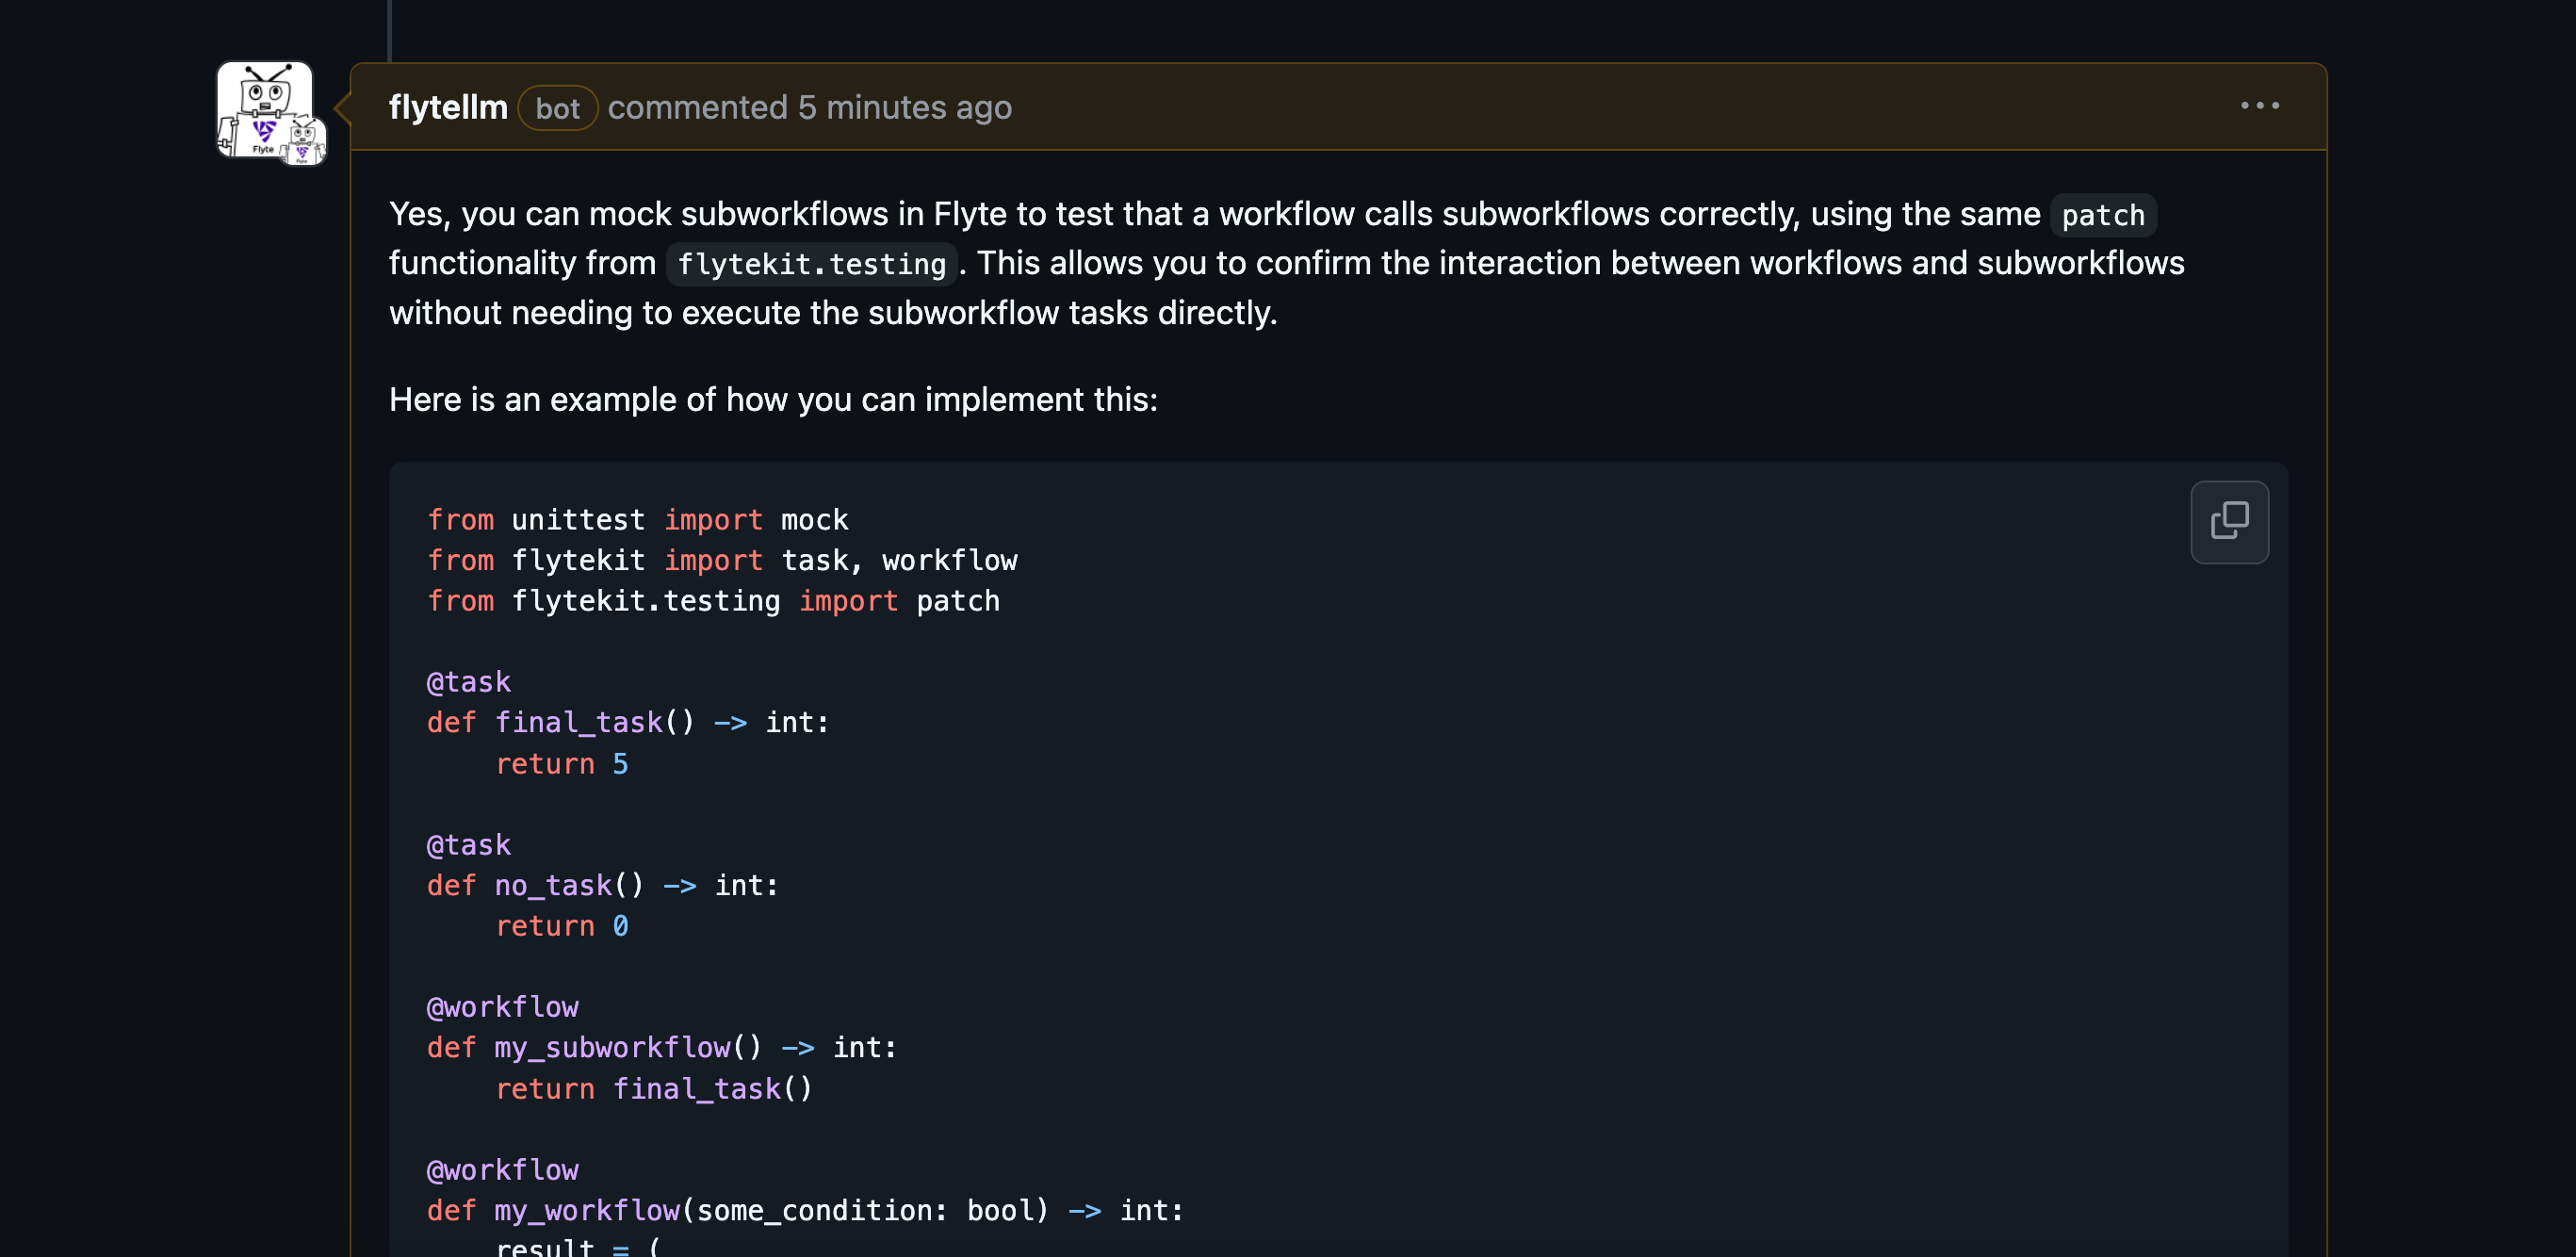 flytellm bot commented 5 minutes ago
Flyte
Yes, you can mock subworkflows in Flyte to test that a workflow calls subworkflows correctly, using the same patch
functionality from flytekit.testing. This allows you to confirm the interaction between workflows and subworkflows
without needing to execute the subworkflow tasks directly.
Here is an example of how you can implement this:
from unittest import mock
from flytekit import task, workflow
from flytekit.testing import patch
@task
def final_task() -> int:
    return 5
@task
def no_task() -> int:
    return 0
@workflow
def my_subworkflow() -> int:
    return final_task()
@workflow
def my_workflow(some_condition: bool) -> int:
    result = (